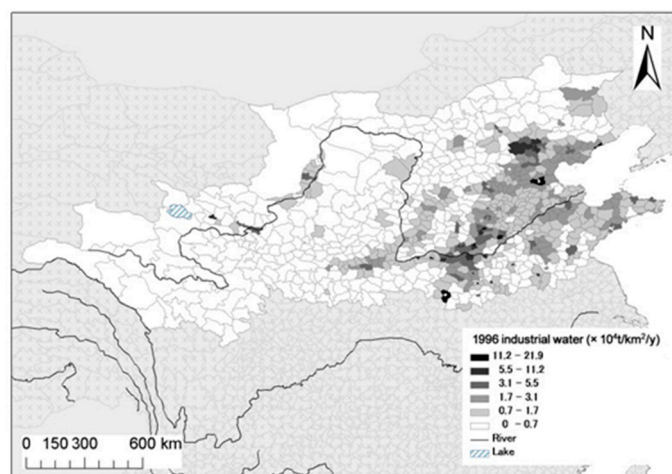 N
1996 industrial water (× 10⁴t/km²/y)
11.2 – 21.9
5.5 – 11.2
3.1 – 5.5
1.7 – 3.1
0.7 – 1.7
0 – 0.7
River
Lake
0 150 300 600 km